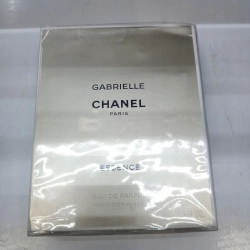 GABRIELLE
CHANEL
PARIS
ESSENCE
EAU DE PARFUM